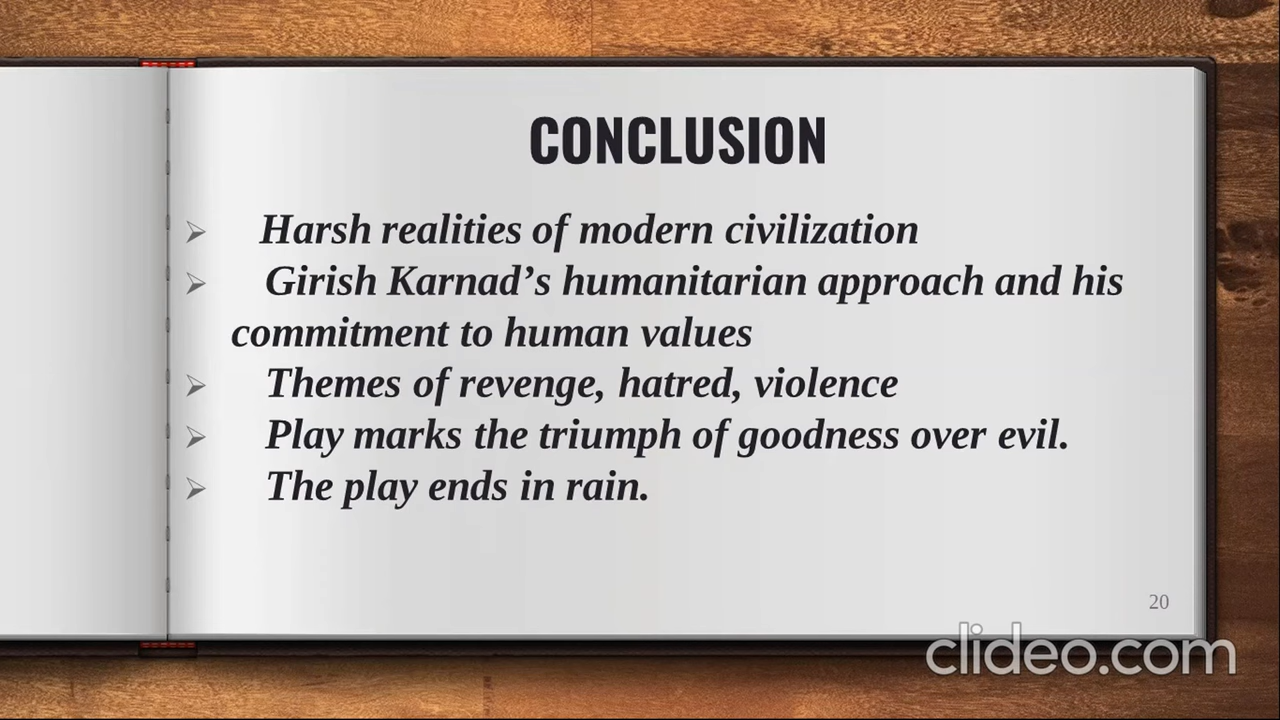 CONCLUSION
➢ Harsh realities of modern civilization
➢ Girish Karnad’s humanitarian approach and his
commitment to human values
➢ Themes of revenge, hatred, violence
➢ Play marks the triumph of goodness over evil.
➢ The play ends in rain.
20
clideo.com